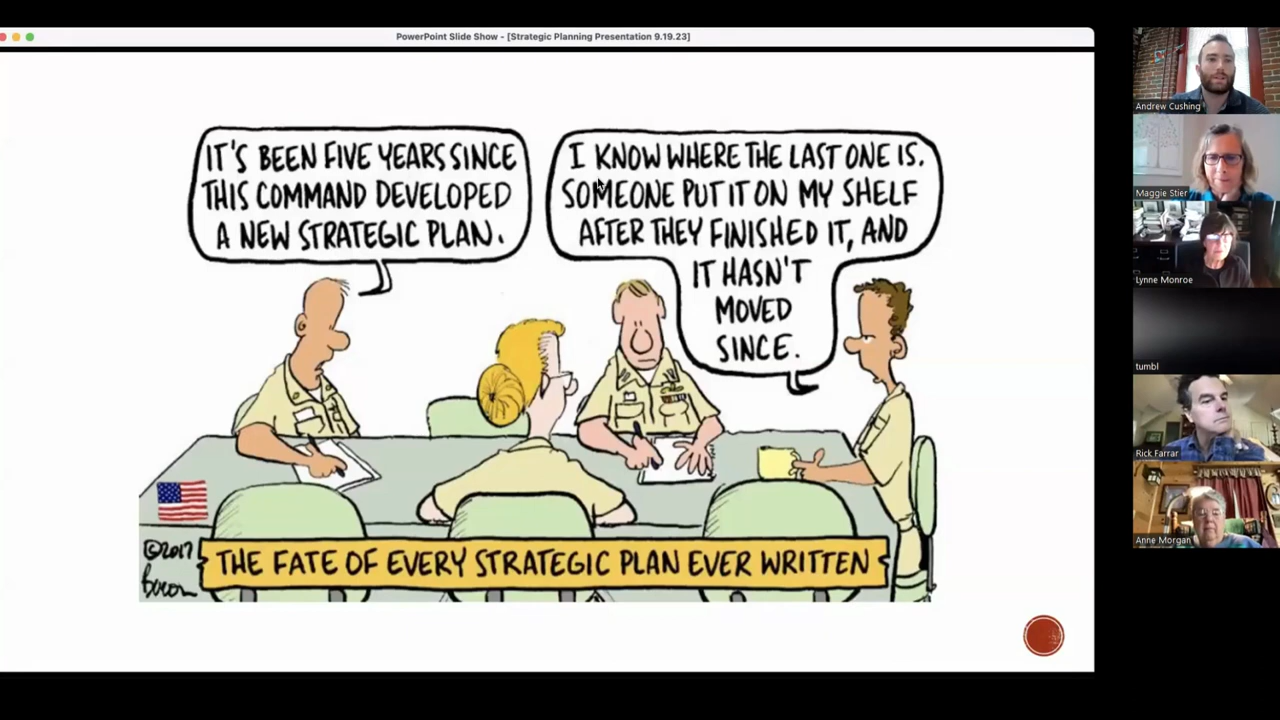 PowerPoint Slide Show - [Strategic Planning Presentation 9.19.23]
IT'S BEEN FIVE YEARS SINCE
THIS COMMAND DEVELOPED
A NEW STRATEGIC PLAN.
I KNOW WHERE THE LAST ONE IS.
SOMEONE PUT IT ON MY SHELF
AFTER THEY FINISHED IT, AND
IT HASN'T
MOVED
SINCE.
©2017
THE FATE OF EVERY STRATEGIC PLAN EVER WRITTEN
Andrew Cushing
Maggie Stier
Lynne Monroe
tumbl
Rick Farrar
Anne Morgan